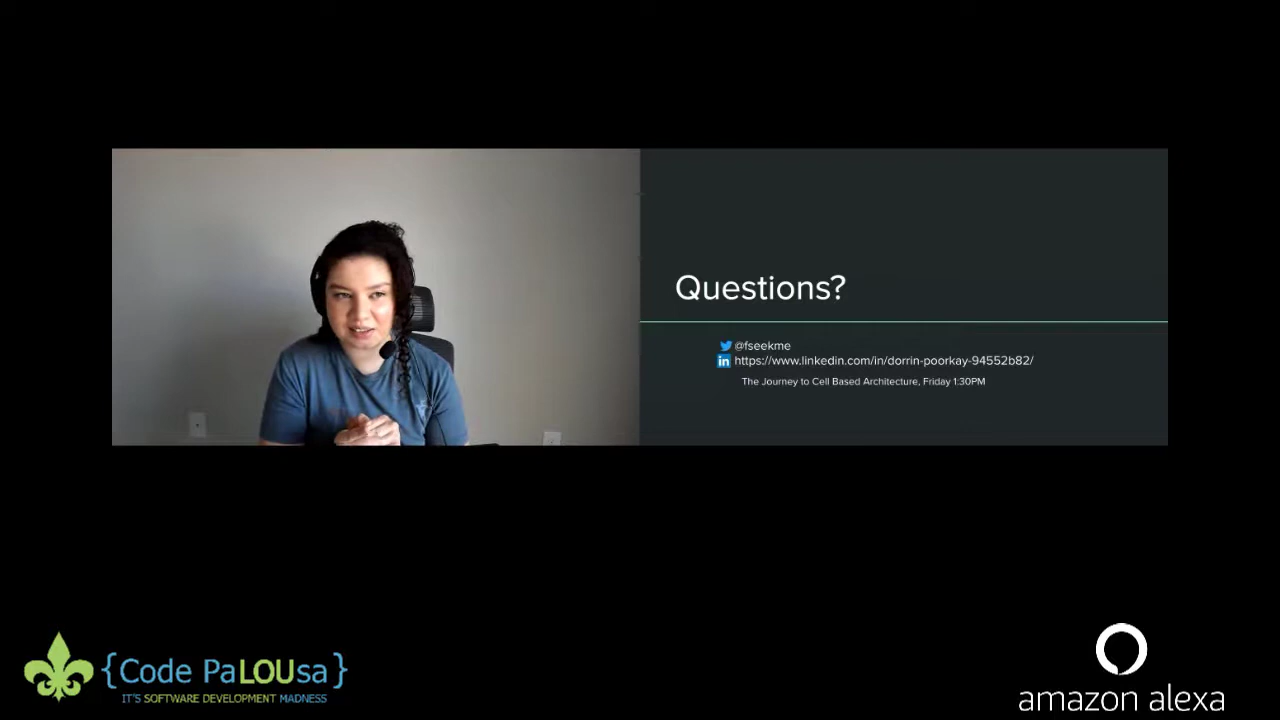 Questions?
@fseekme
in https://www.linkedin.com/in/dorrin-poorkay-94552b82/
The Journey to Cell Based Architecture, Friday 1:30PM
{Code PaLOUsa}
IT'S SOFTWARE DEVELOPMENT MADNESS
amazon alexa